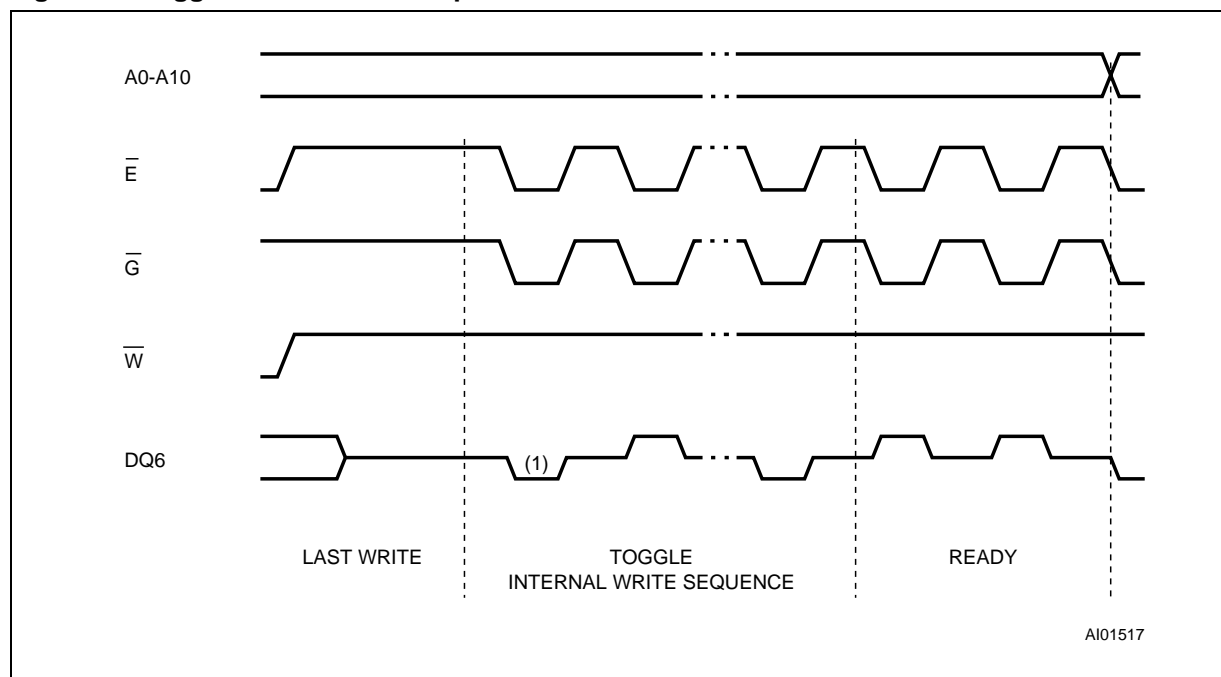 A0-A10
E
G
W
DQ6
(1)
LAST WRITE
TOGGLE
INTERNAL WRITE SEQUENCE
READY
AI01517